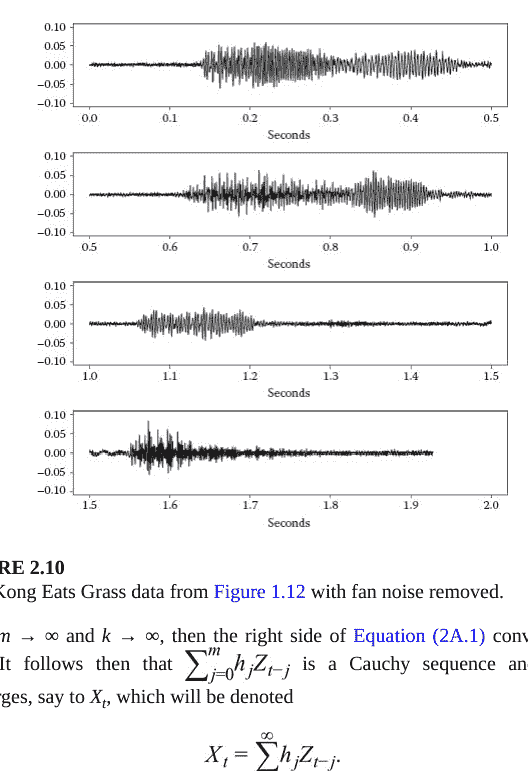 0.10
0.05
0.00
−0.05
−0.10
0.0 0.1 0.2 0.3 0.4 0.5
Seconds
0.10
0.05
0.00
−0.05
−0.10
0.5 0.6 0.7 0.8 0.9 1.0
Seconds
0.10
0.05
0.00
−0.05
−0.10
1.0 1.1 1.2 1.3 1.4 1.5
Seconds
0.10
0.05
0.00
−0.05
−0.10
1.5 1.6 1.7 1.8 1.9 2.0
Seconds
RE 2.10
Kong Eats Grass data from Figure 1.12 with fan noise removed.
m → ∞ and k → ∞, then the right side of Equation (2A.1) conv
It follows then that ∑_{j=0}^{m} h_j Z_{t−j} is a Cauchy sequence an
rges, say to X_t, which will be denoted
X_t = ∑^{∞} h_j Z_{t−j}.